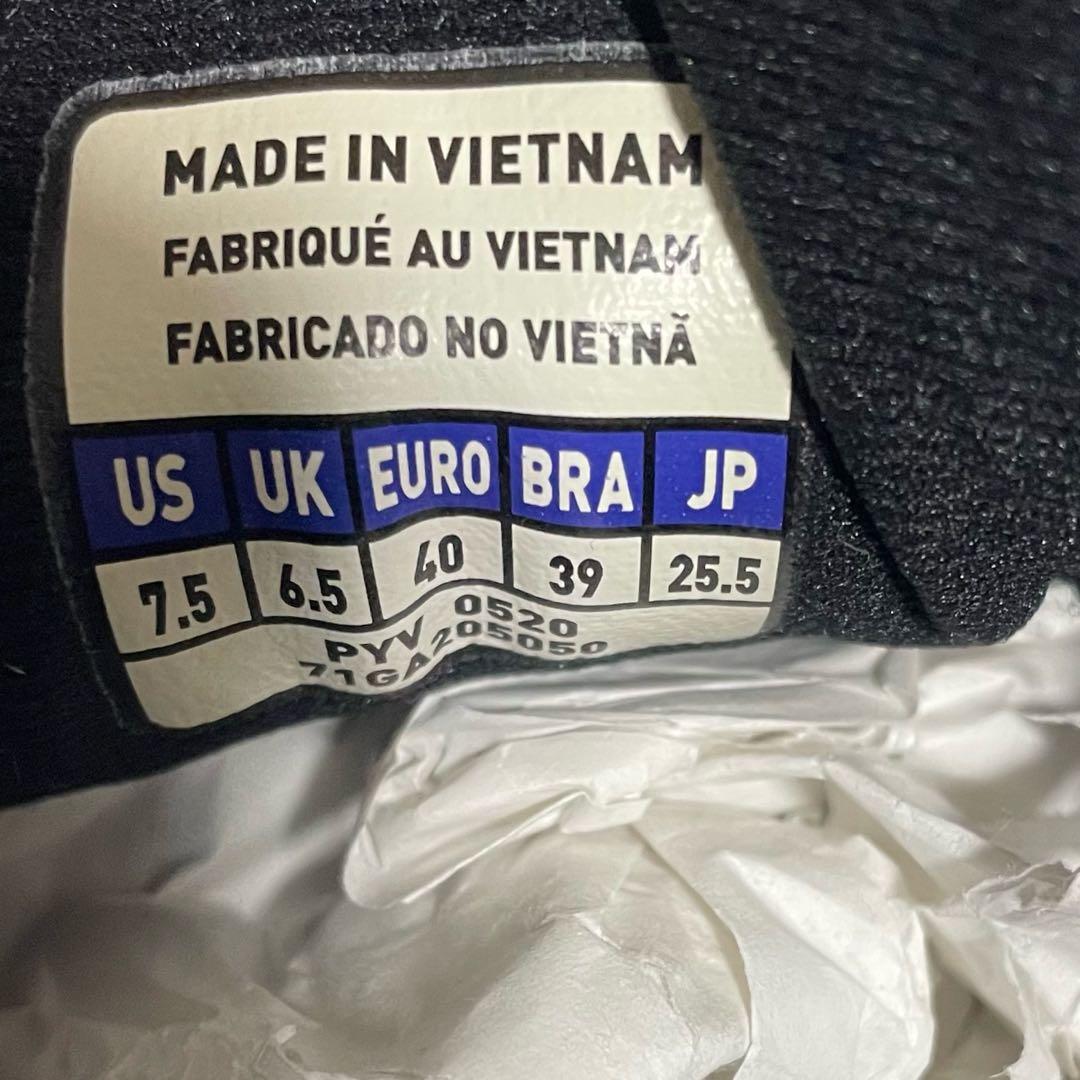 MADE IN VIETNAM
FABRIQUÉ AU VIETNAM
FABRICADO NO VIETNÃ
US UK EURO BRA JP
7.5 6.5 40 39 25.5
PYV 0520
71GA205050